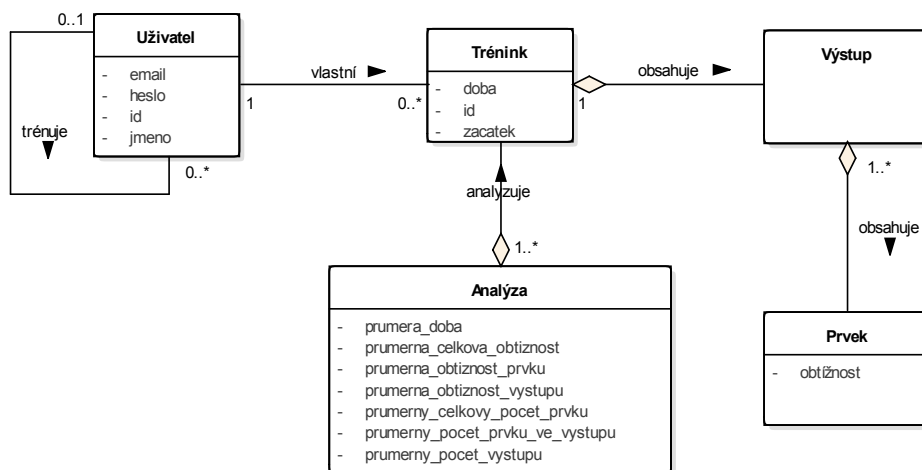 0..1
Uživatel
- email
- heslo
- id
- jmeno
trénuje
0..*
vlastní
1
0..*
Trénink
- doba
- id
- zacatek
obsahuje
1
Výstup
1..*
obsahuje
Prvek
- obtížnost
analyzuje
1..*
Analýza
- prumera_doba
- prumerna_celkova_obtiznost
- prumerna_obtiznost_prvku
- prumerna_obtiznost_vystupu
- prumerny_celkovy_pocet_prvku
- prumerny_pocet_prvku_ve_vystupu
- prumerny_pocet_vystupu